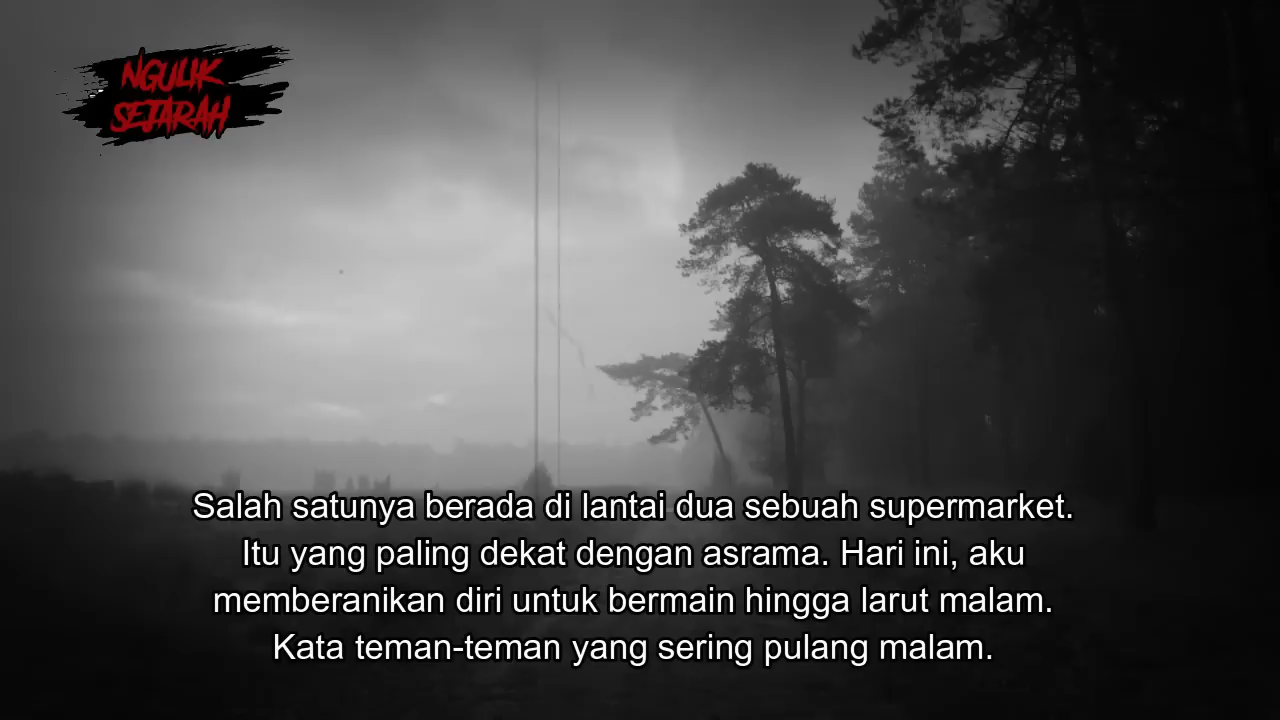 NGULIK
SEJARAH
Salah satunya berada di lantai dua sebuah supermarket.
Itu yang paling dekat dengan asrama. Hari ini, aku
memberanikan diri untuk bermain hingga larut malam.
Kata teman-teman yang sering pulang malam.